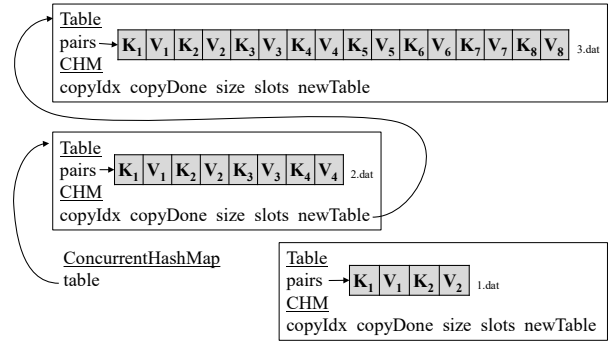 Table
pairs K1 V1 K2 V2 K3 V3 K4 V4 K5 V5 K6 V6 K7 V7 K8 V8 3.dat
CHM
copyIdx copyDone size slots newTable
Table
pairs K1 V1 K2 V2 K3 V3 K4 V4 2.dat
CHM
copyIdx copyDone size slots newTable
ConcurrentHashMap
table
Table
pairs K1 V1 K2 V2 1.dat
CHM
copyIdx copyDone size slots newTable